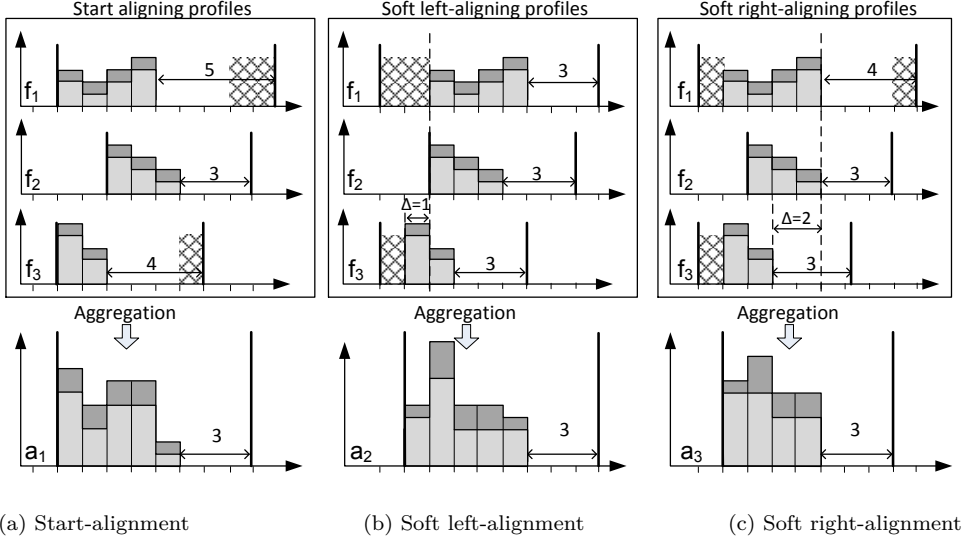 Start aligning profiles
Soft left-aligning profiles
Soft right-aligning profiles
f1
5
f1
3
f1
4
f2
3
f2
3
f2
3
Δ=1
Δ=2
f3
4
f3
3
f3
3
Aggregation
Aggregation
Aggregation
a1
3
a2
3
a3
3
(a) Start-alignment
(b) Soft left-alignment
(c) Soft right-alignment